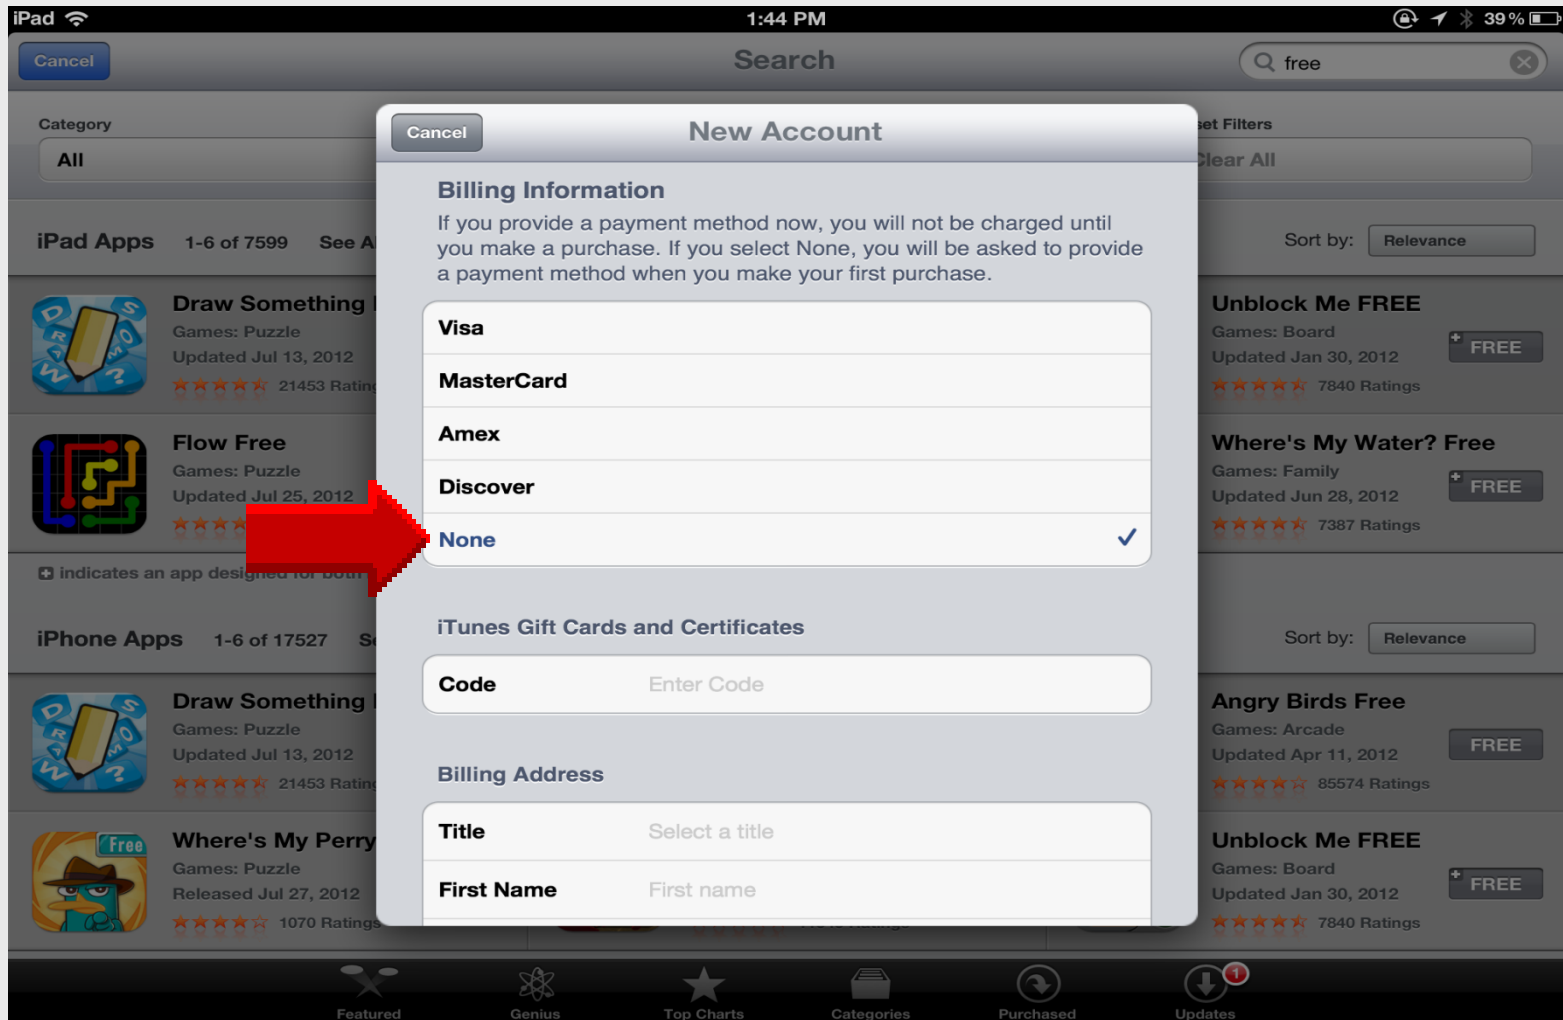 iPad 1:44 PM 39%
Cancel Search free
Category
All
set Filters
Clear All
iPad Apps 1-6 of 7599 See Al
Sort by: Relevance
Draw Something
Games: Puzzle
Updated Jul 13, 2012
21453 Rating
Flow Free
Games: Puzzle
Updated Jul 25, 2012
Unblock Me FREE
Games: Board
Updated Jan 30, 2012
7840 Ratings
FREE
Where's My Water? Free
Games: Family
Updated Jun 28, 2012
7387 Ratings
FREE
indicates an app designed for both
iPhone Apps 1-6 of 17527 Se
Sort by: Relevance
Draw Something
Games: Puzzle
Updated Jul 13, 2012
21453 Rating
Where's My Perry
Games: Puzzle
Released Jul 27, 2012
1070 Ratings
Free
Angry Birds Free
Games: Arcade
Updated Apr 11, 2012
85574 Ratings
FREE
Unblock Me FREE
Games: Board
Updated Jan 30, 2012
7840 Ratings
FREE
Cancel New Account
Billing Information
If you provide a payment method now, you will not be charged until
you make a purchase. If you select None, you will be asked to provide
a payment method when you make your first purchase.
Visa
MasterCard
Amex
Discover
None
iTunes Gift Cards and Certificates
Code Enter Code
Billing Address
Title Select a title
First Name First name
Featured Genius Top Charts Categories Purchased Updates
1